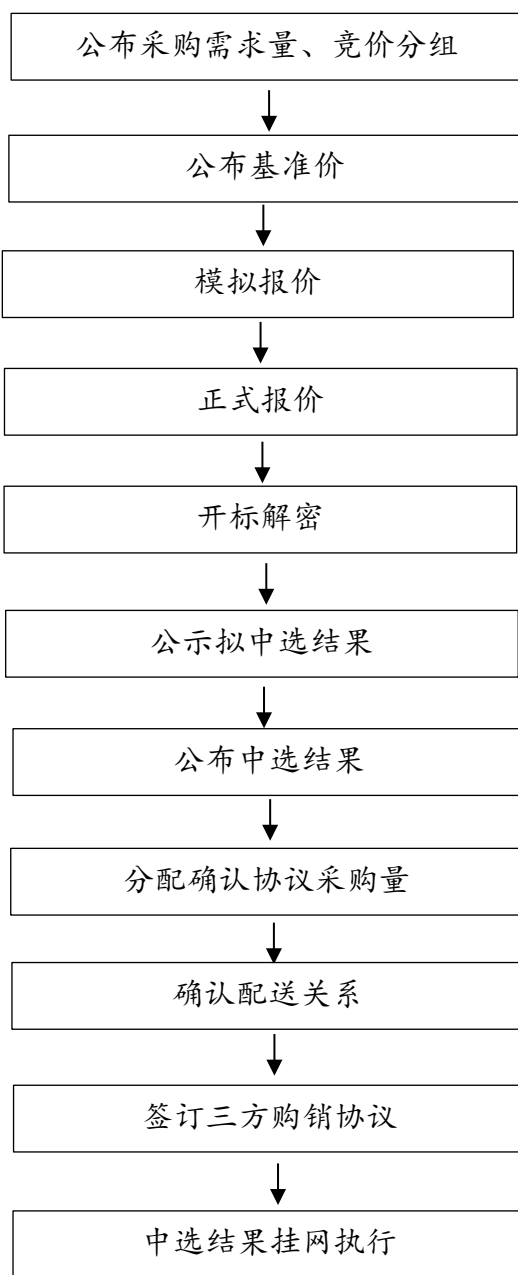 公布采购需求量、竞价分组
公布基准价
模拟报价
正式报价
开标解密
公示拟中选结果
公布中选结果
分配确认协议采购量
确认配送关系
签订三方购销协议
中选结果挂网执行